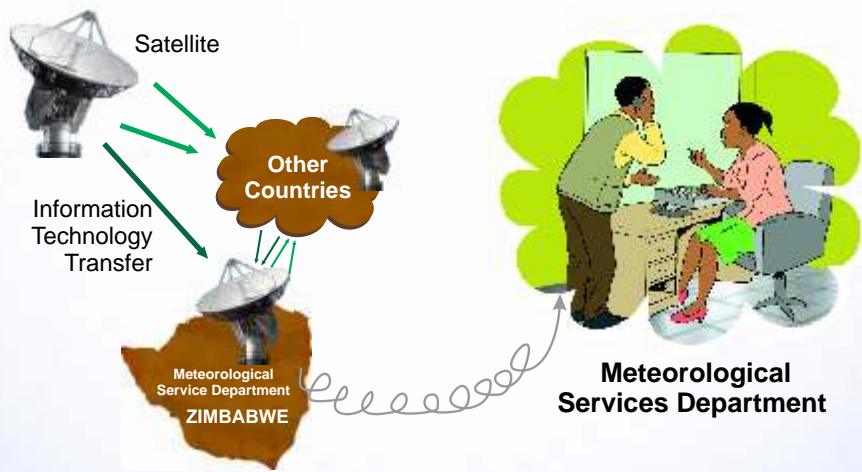 Satellite
Other
Countries
Information
Technology
Transfer
Meteorological
Service Department
ZIMBABWE
Meteorological
Services Department